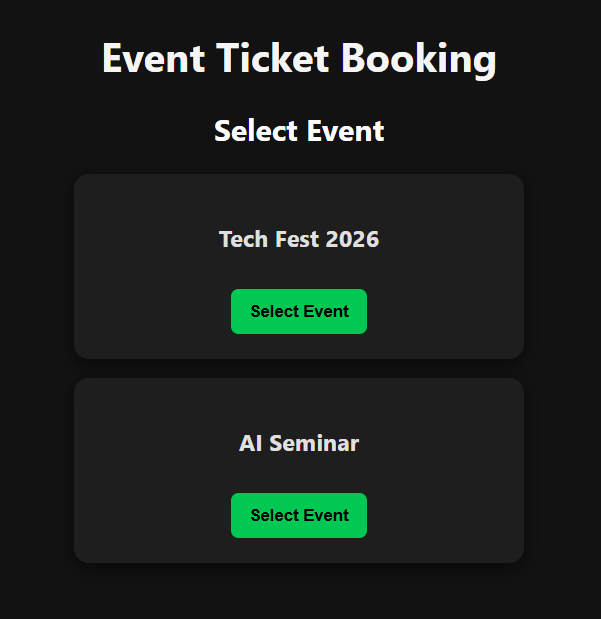 Event Ticket Booking
Select Event
Tech Fest 2026
Select Event
AI Seminar
Select Event